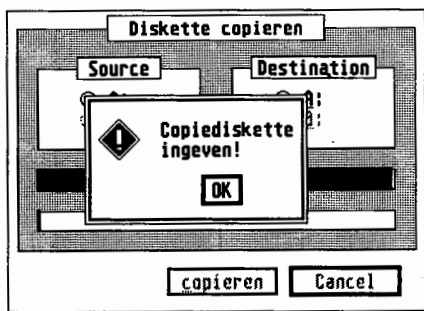 Diskette copieren
Source
Destination
A:
Copiediskette
ingeven!
OK
copieren
Cancel